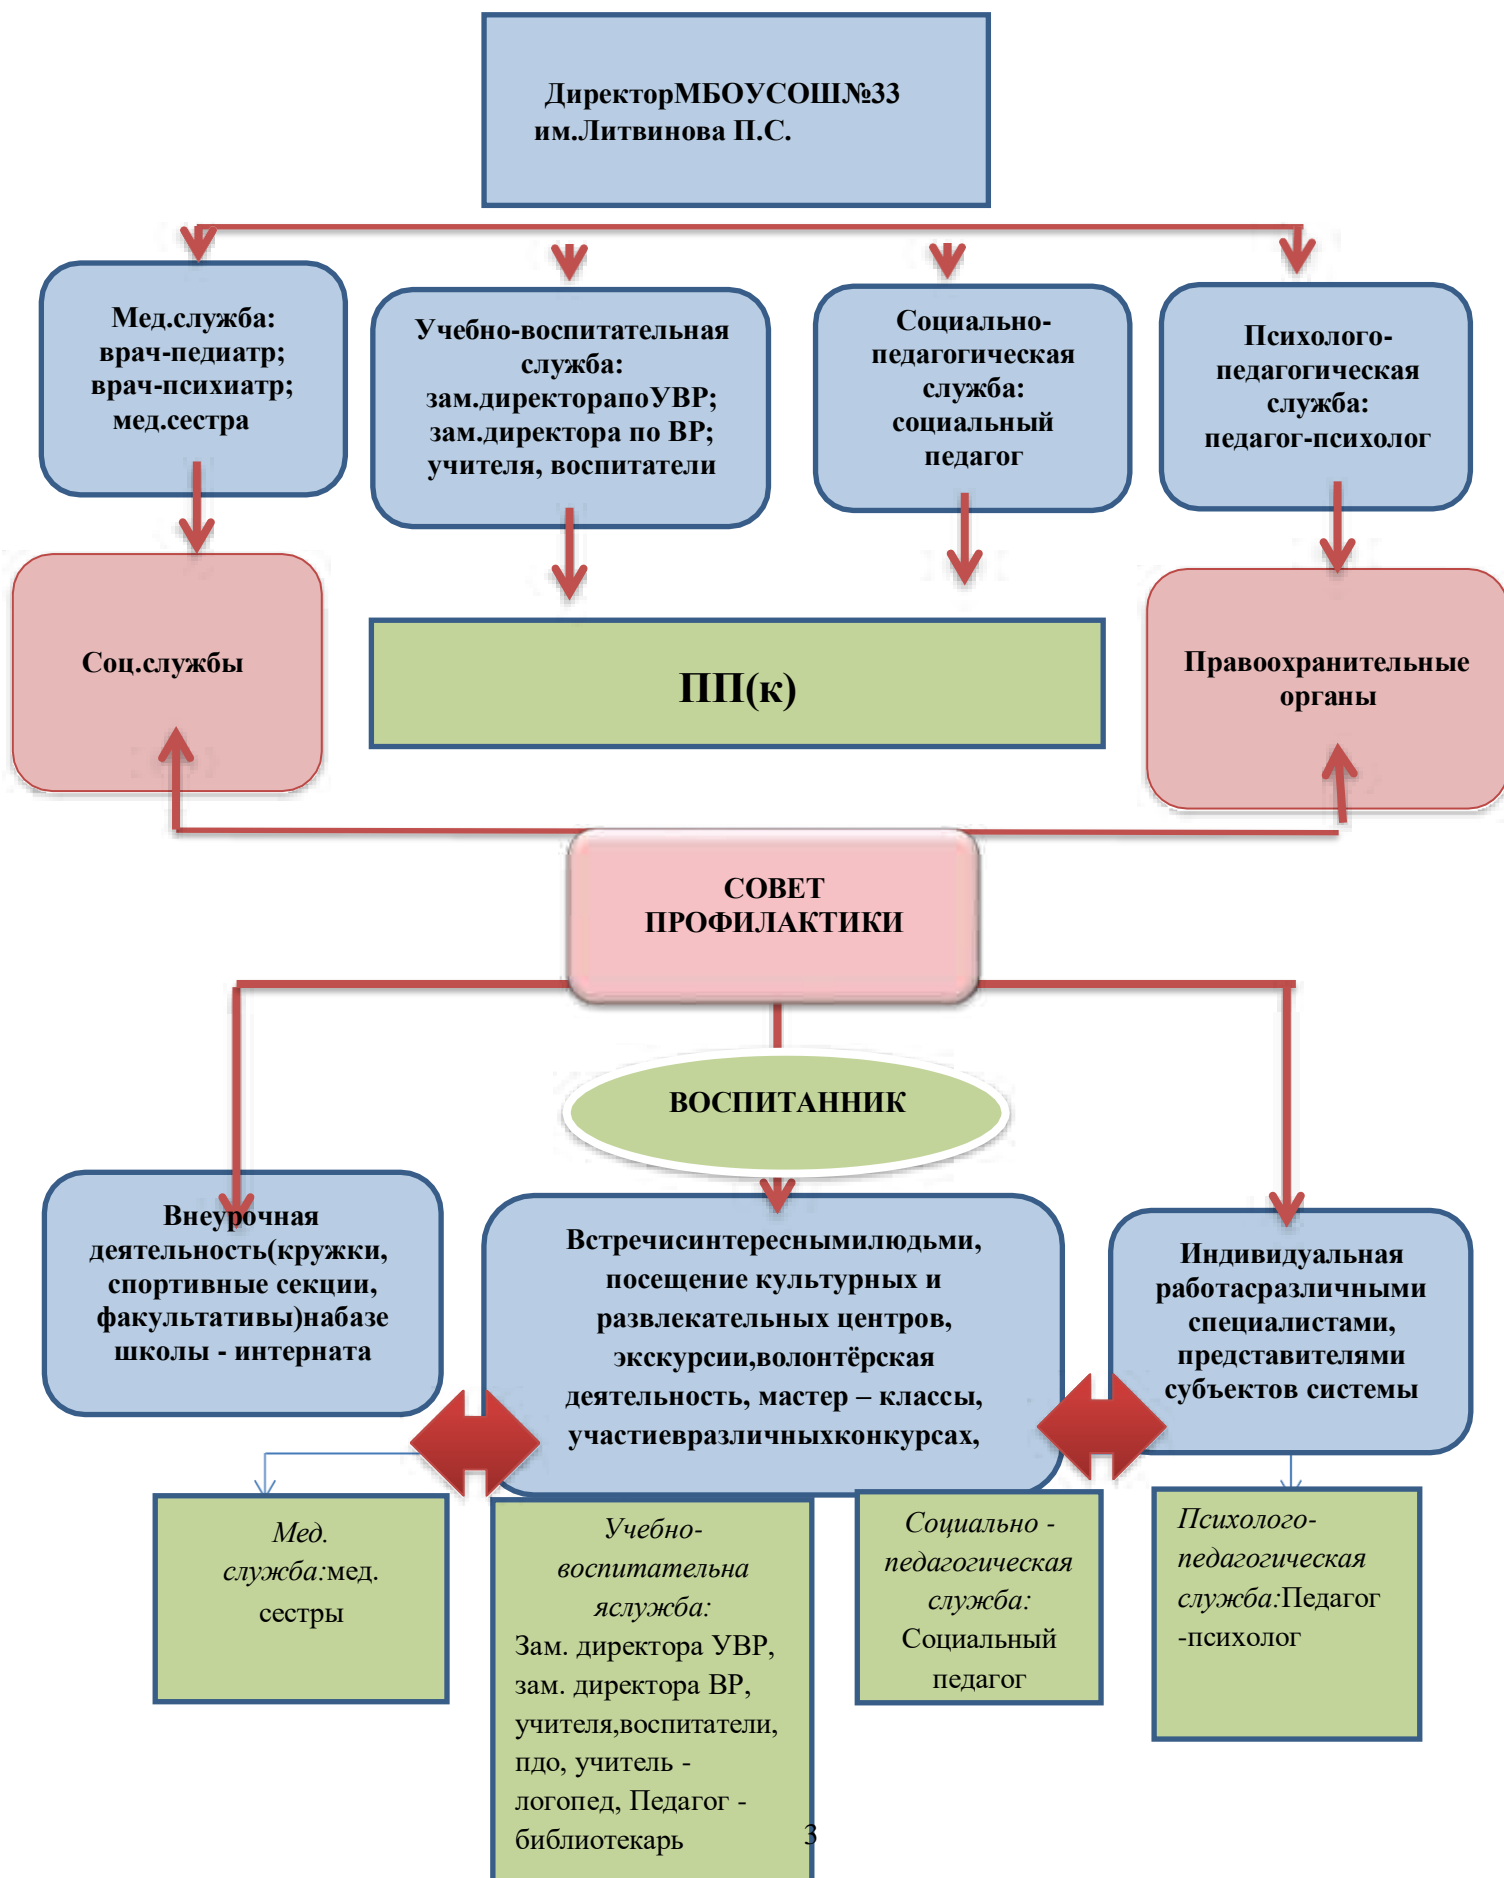 ДиректорМБОУСОШ№33
им.Литвинова П.С.
Мед.служба:
врач-педиатр;
врач-психиатр;
мед.сестра
Учебно-воспитательная
служба:
зам.директорапоУВР;
зам.директора по ВР;
учителя, воспитатели
Социально-
педагогическая
служба:
социальный
педагог
Психолого-
педагогическая
служба:
педагог-психолог
Соц.службы
ПП(к)
Правоохранительные
органы
СОВЕТ
ПРОФИЛАКТИКИ
ВОСПИТАННИК
Внеурочная
деятельность(кружки,
спортивные секции,
факультативы)набазе
школы - интерната
Встречисинтереснымилюдьми,
посещение культурных и
развлекательных центров,
экскурсии,волонтёрская
деятельность, мастер – классы,
участиевразличныхконкурсах,
Индивидуальная
работасразличными
специалистами,
представителями
субъектов системы
Мед.
служба:мед.
сестры
Учебно-
воспитательна
яслужба:
Зам. директора УВР,
зам. директора ВР,
учителя,воспитатели,
пдо, учитель -
логопед, Педагог -
библиотекарь
Социально -
педагогическая
служба:
Социальный
педагог
Психолого-
педагогическая
служба:Педагог
-психолог
3